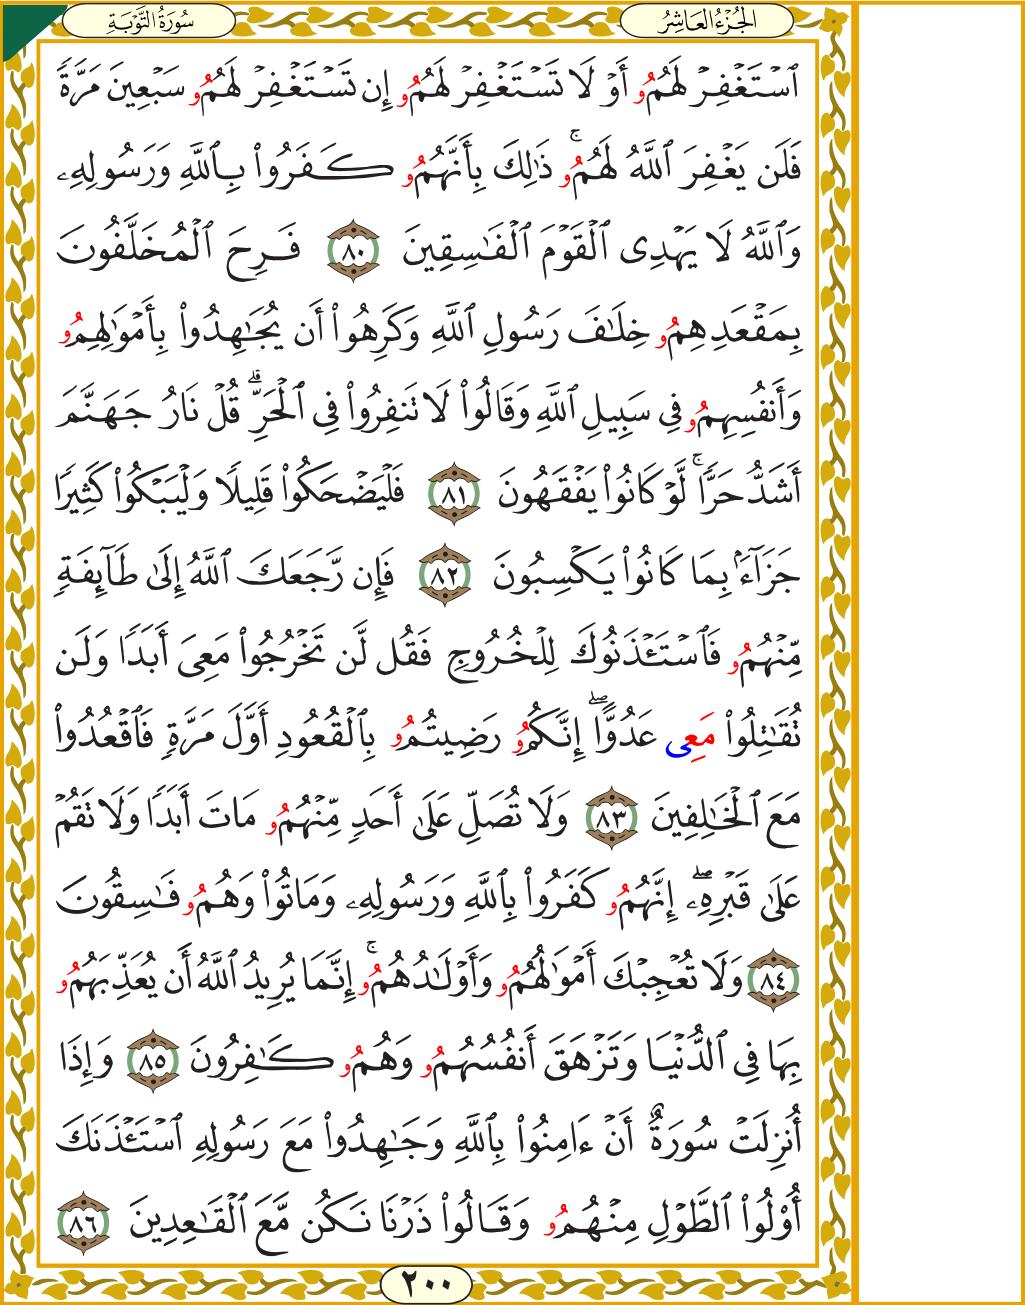 سُورَةُ التَّوْبَةِ
الجُزْءُ العَاشِرُ
ٱسْتَغْفِرْ لَهُمُۥ أَوْ لَا تَسْتَغْفِرْ لَهُمُۥ إِن تَسْتَغْفِرْ لَهُمُۥ سَبْعِينَ مَرَّةً
فَلَن يَغْفِرَ ٱللَّهُ لَهُمُۥۚ ذَٰلِكَ بِأَنَّهُمُۥ كَفَرُوا۟ بِٱللَّهِ وَرَسُولِهِۦ
وَٱللَّهُ لَا يَهْدِى ٱلْقَوْمَ ٱلْفَٰسِقِينَ ٨٠ فَرِحَ ٱلْمُخَلَّفُونَ
بِمَقْعَدِهِمُۥ خِلَٰفَ رَسُولِ ٱللَّهِ وَكَرِهُوٓا۟ أَن يُجَٰهِدُوا۟ بِأَمْوَٰلِهِمُۥ
وَأَنفُسِهِمُۥ فِى سَبِيلِ ٱللَّهِ وَقَالُوا۟ لَا تَنفِرُوا۟ فِى ٱلْحَرِّۗ قُلْ نَارُ جَهَنَّمَ
أَشَدُّ حَرًّاۚ لَّوْ كَانُوا۟ يَفْقَهُونَ ٨١ فَلْيَضْحَكُوا۟ قَلِيلًا وَلْيَبْكُوا۟ كَثِيرًا
جَزَآءًۢ بِمَا كَانُوا۟ يَكْسِبُونَ ٨٢ فَإِن رَّجَعَكَ ٱللَّهُ إِلَىٰ طَآئِفَةٍ
مِّنْهُمُۥ فَٱسْتَـْٔذَنُوكَ لِلْخُرُوجِ فَقُل لَّن تَخْرُجُوا۟ مَعِىَ أَبَدًا وَلَن
تُقَٰتِلُوا۟ مَعِى عَدُوًّاۖ إِنَّكُمُۥ رَضِيتُمُۥ بِٱلْقُعُودِ أَوَّلَ مَرَّةٍ فَٱقْعُدُوا۟
مَعَ ٱلْخَٰلِفِينَ ٨٣ وَلَا تُصَلِّ عَلَىٰٓ أَحَدٍ مِّنْهُمُۥ مَاتَ أَبَدًا وَلَا تَقُمْ
عَلَىٰ قَبْرِهِۦٓۖ إِنَّهُمُۥ كَفَرُوا۟ بِٱللَّهِ وَرَسُولِهِۦ وَمَاتُوا۟ وَهُمُۥ فَٰسِقُونَ
٨٤ وَلَا تُعْجِبْكَ أَمْوَٰلُهُمُۥ وَأَوْلَٰدُهُمُۥۚ إِنَّمَا يُرِيدُ ٱللَّهُ أَن يُعَذِّبَهُمُۥ
بِهَا فِى ٱلدُّنْيَا وَتَزْهَقَ أَنفُسُهُمُۥ وَهُمُۥ كَٰفِرُونَ ٨٥ وَإِذَا
أُنزِلَتْ سُورَةٌ أَنْ ءَامِنُوا۟ بِٱللَّهِ وَجَٰهِدُوا۟ مَعَ رَسُولِهِ ٱسْتَـْٔذَنَكَ
أُو۟لُوا۟ ٱلطَّوْلِ مِنْهُمُۥ وَقَالُوا۟ ذَرْنَا نَكُن مَّعَ ٱلْقَٰعِدِينَ ٨٦
٢٠٠